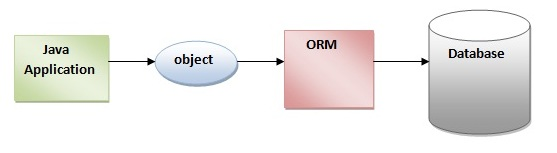 Java
Application
object
ORM
Database